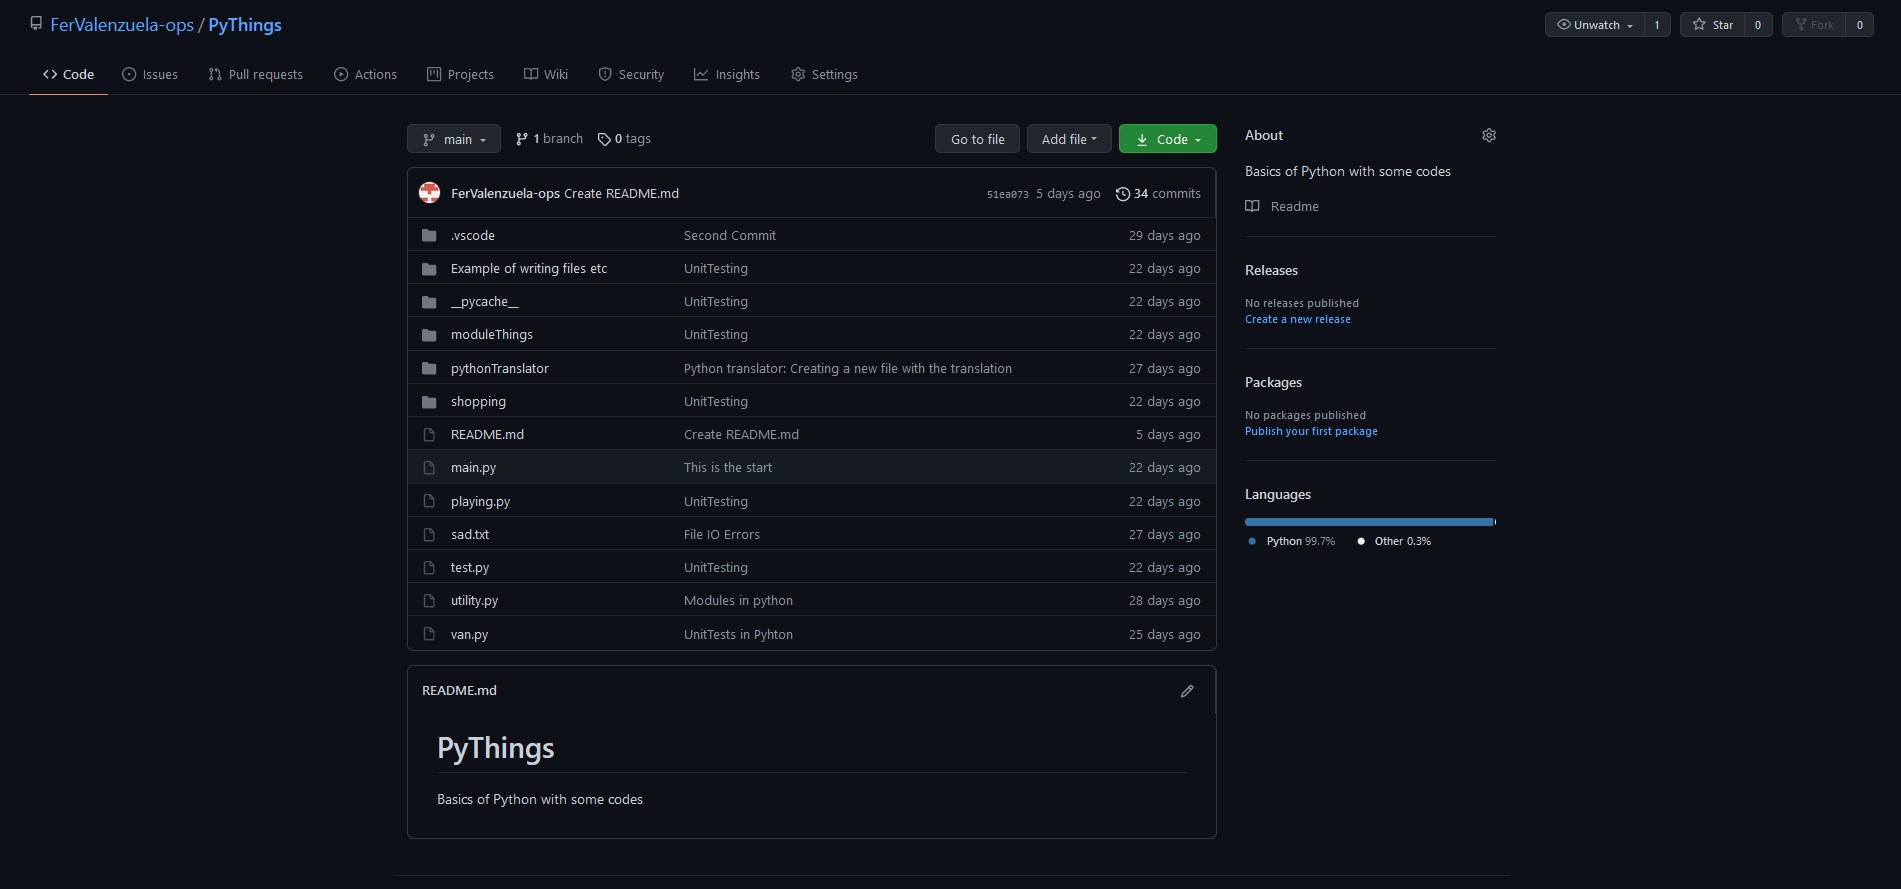 FerValenzuela-ops / PyThings
Unwatch 1 Star 0 Fork 0
Code Issues Pull requests Actions Projects Wiki Security Insights Settings
main 1 branch 0 tags Go to file Add file Code
FerValenzuela-ops Create README.md 51ea073 5 days ago 34 commits
.vscode Second Commit 29 days ago
Example of writing files etc UnitTesting 22 days ago
__pycache__ UnitTesting 22 days ago
moduleThings UnitTesting 22 days ago
pythonTranslator Python translator: Creating a new file with the translation 27 days ago
shopping UnitTesting 22 days ago
README.md Create README.md 5 days ago
main.py This is the start 22 days ago
playing.py UnitTesting 22 days ago
sad.txt File IO Errors 27 days ago
test.py UnitTesting 22 days ago
utility.py Modules in python 28 days ago
van.py UnitTests in Pyhton 25 days ago
README.md
PyThings
Basics of Python with some codes
About
Basics of Python with some codes
Readme
Releases
No releases published
Create a new release
Packages
No packages published
Publish your first package
Languages
Python 99.7% Other 0.3%